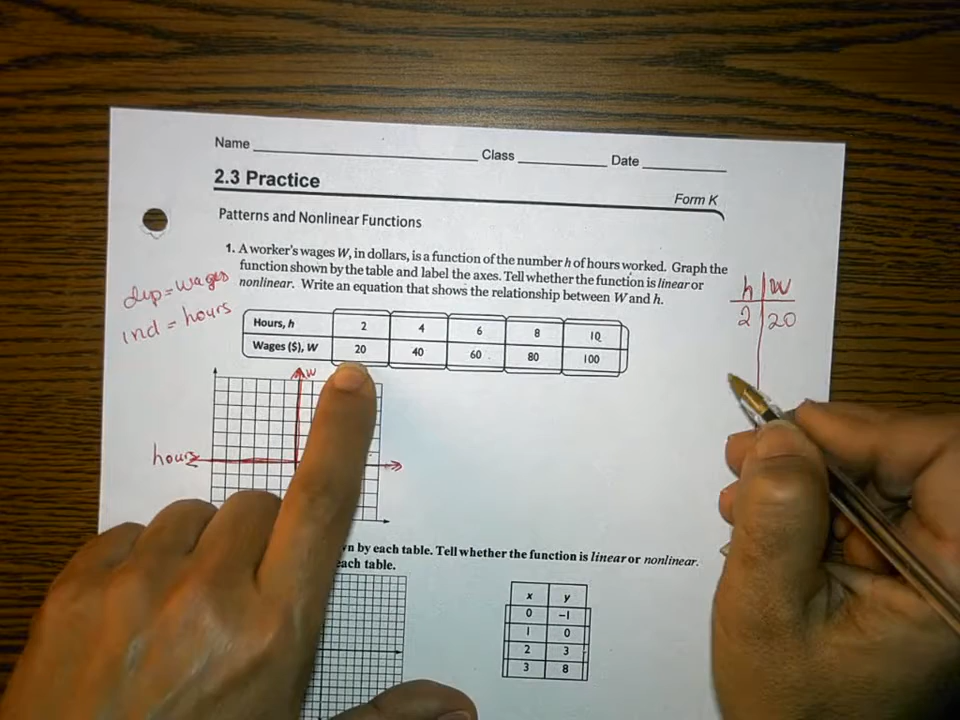 Name Class Date
2.3 Practice
Form K
Patterns and Nonlinear Functions
1. A worker's wages W, in dollars, is a function of the number h of hours worked. Graph the
function shown by the table and label the axes. Tell whether the function is linear or
nonlinear. Write an equation that shows the relationship between W and h.
dep = wages
ind = hours
h W
2 20
Hours, h 2 4 6 8 10
Wages ($), W 20 40 60 80 100
W
hours
by each table. Tell whether the function is linear or nonlinear.
each table.
x y
0 −1
1 0
2 3
3 8